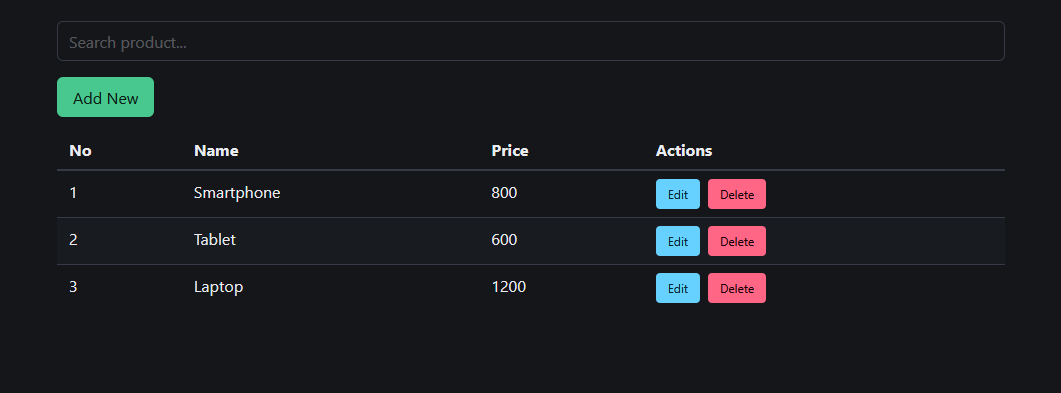 Search product...
Add New
No Name Price Actions
1 Smartphone 800 Edit Delete
2 Tablet 600 Edit Delete
3 Laptop 1200 Edit Delete